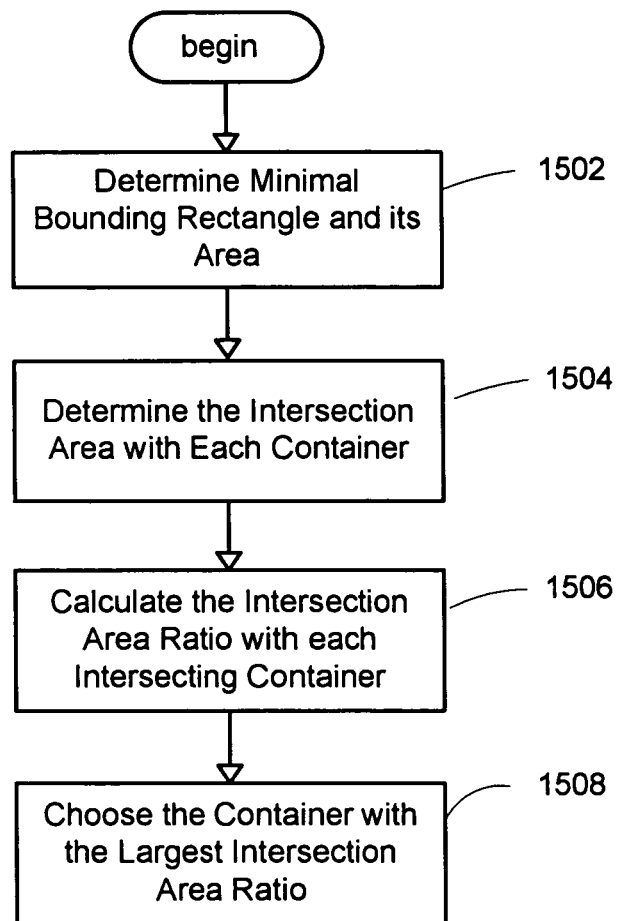 begin
Determine Minimal
Bounding Rectangle and its
Area
1502
Determine the Intersection
Area with Each Container
1504
Calculate the Intersection
Area Ratio with each
Intersecting Container
1506
Choose the Container with
the Largest Intersection
Area Ratio
1508